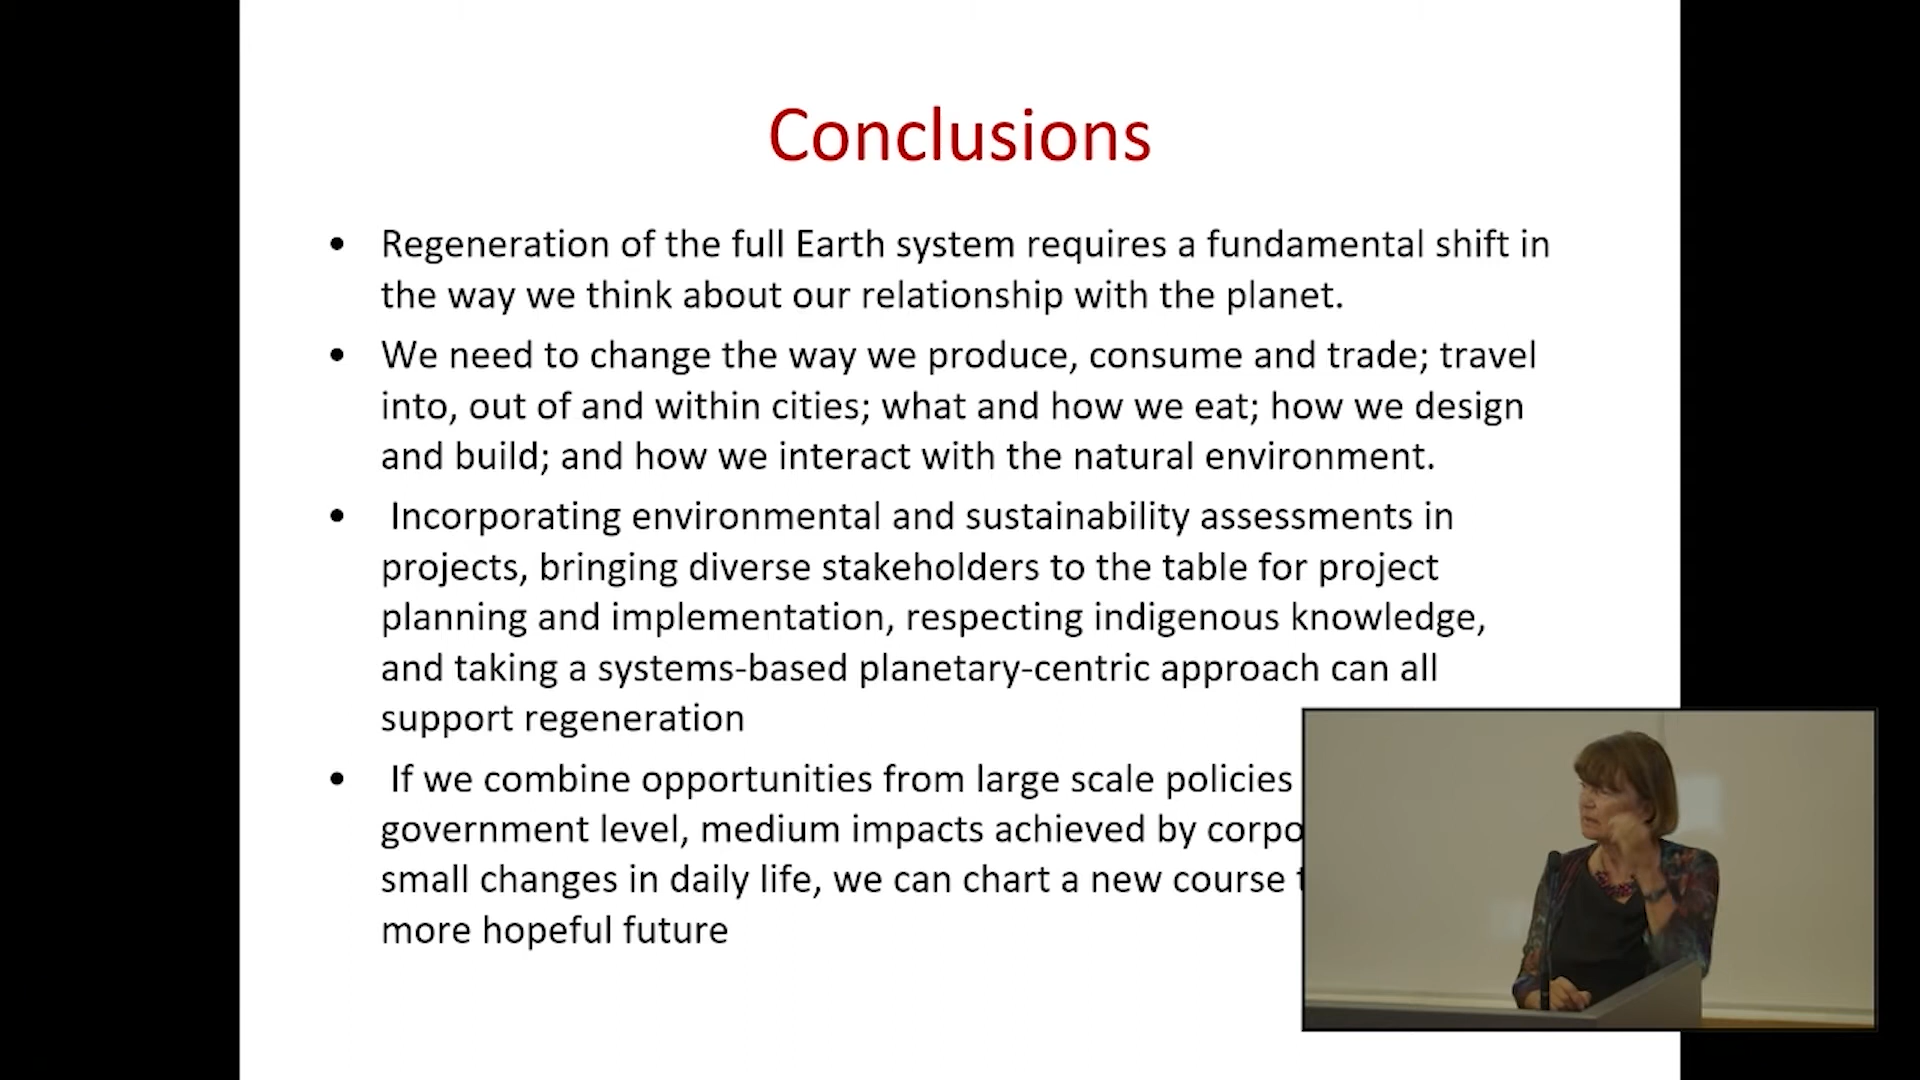 Conclusions
• Regeneration of the full Earth system requires a fundamental shift in
the way we think about our relationship with the planet.
• We need to change the way we produce, consume and trade; travel
into, out of and within cities; what and how we eat; how we design
and build; and how we interact with the natural environment.
• Incorporating environmental and sustainability assessments in
projects, bringing diverse stakeholders to the table for project
planning and implementation, respecting indigenous knowledge,
and taking a systems-based planetary-centric approach can all
support regeneration
• If we combine opportunities from large scale policies
government level, medium impacts achieved by
small changes in daily life, we can chart a new course
more hopeful future